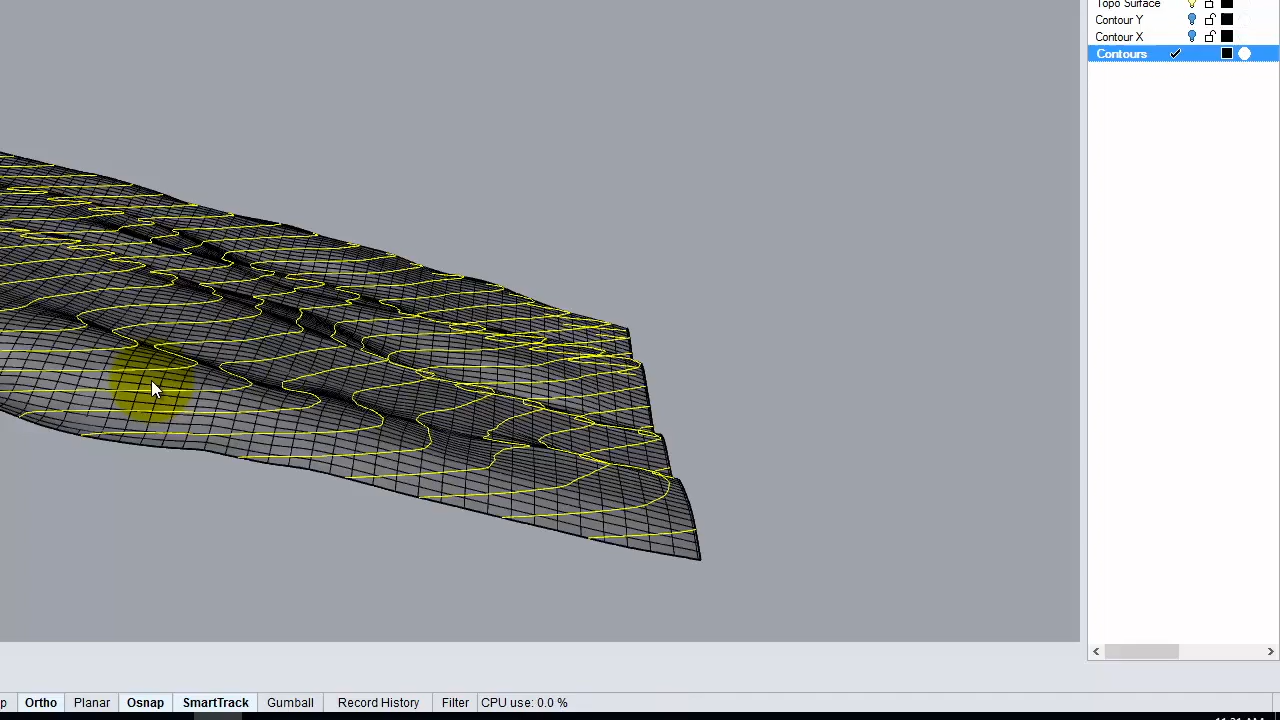 Topo Surface
Contour Y
Contour X
Contours
p Ortho Planar Osnap SmartTrack Gumball Record History Filter CPU use: 0.0 %